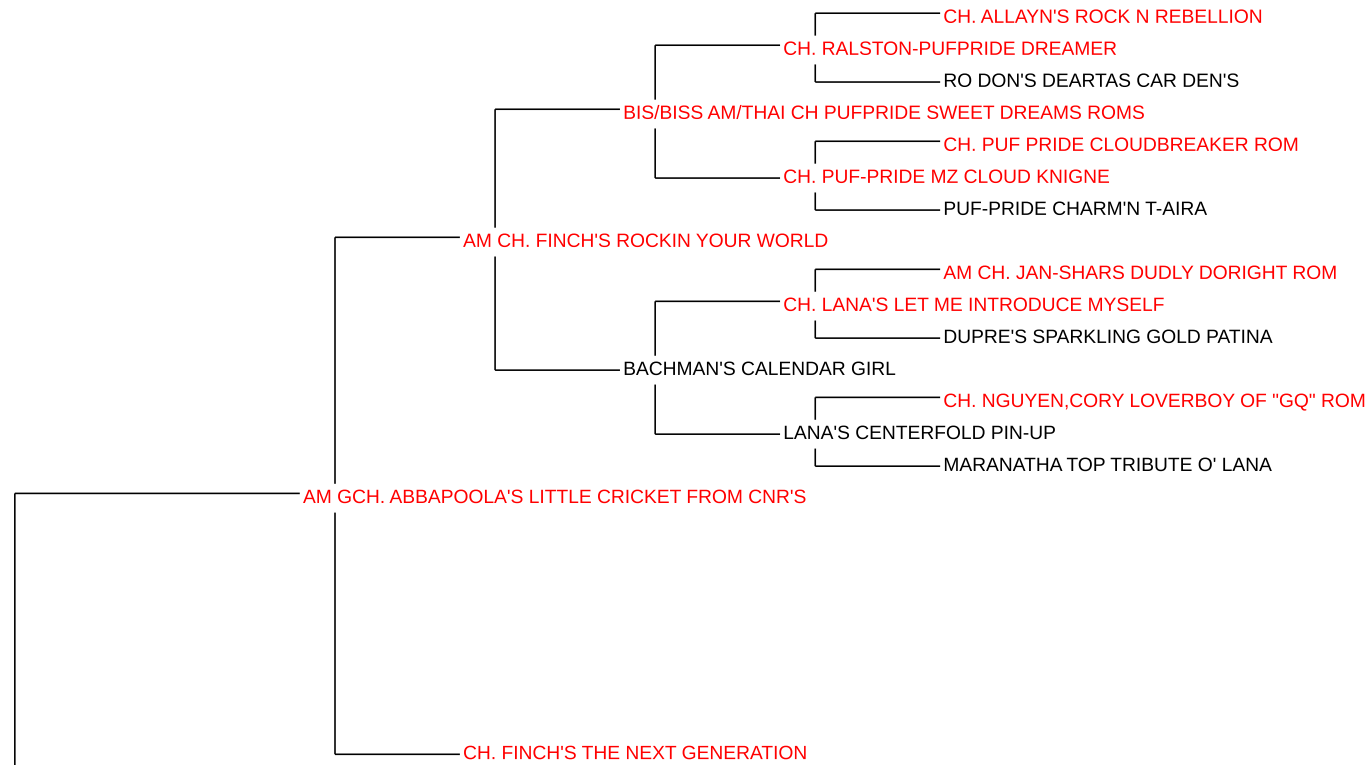 CH. ALLAYN'S ROCK N REBELLION
CH. RALSTON-PUFPRIDE DREAMER
RO DON'S DEARTAS CAR DEN'S
BIS/BISS AM/THAI CH PUFPRIDE SWEET DREAMS ROMS
CH. PUF PRIDE CLOUDBREAKER ROM
CH. PUF-PRIDE MZ CLOUD KNIGNE
PUF-PRIDE CHARM'N T-AIRA
AM CH. FINCH'S ROCKIN YOUR WORLD
AM CH. JAN-SHARS DUDLY DORIGHT ROM
CH. LANA'S LET ME INTRODUCE MYSELF
DUPRE'S SPARKLING GOLD PATINA
BACHMAN'S CALENDAR GIRL
CH. NGUYEN,CORY LOVERBOY OF "GQ" ROM
LANA'S CENTERFOLD PIN-UP
MARANATHA TOP TRIBUTE O' LANA
AM GCH. ABBAPOOLA'S LITTLE CRICKET FROM CNR'S
CH. FINCH'S THE NEXT GENERATION